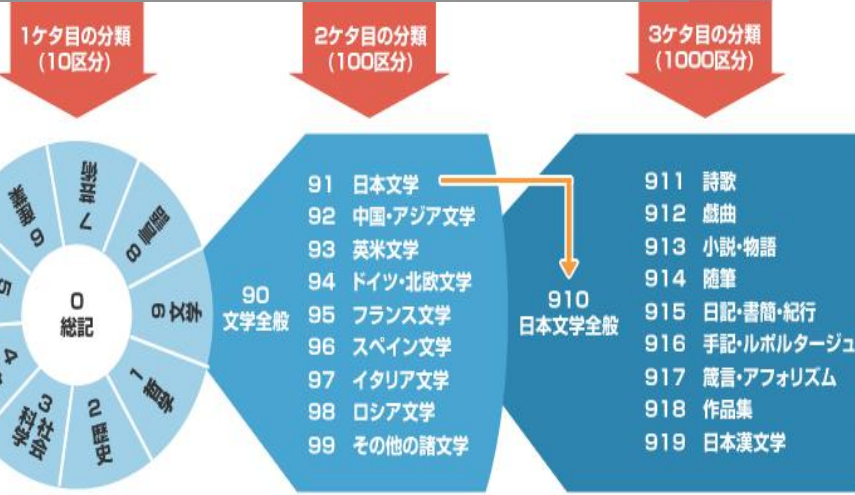 1ケタ目の分類
(10区分)
2ケタ目の分類
(100区分)
3ケタ目の分類
(1000区分)
0
総記
1 哲学
2 歴史
3 社会
科学
4
5
6 産業
7 芸術
8 言語
9 文学
90
文学全般
91 日本文学
92 中国・アジア文学
93 英米文学
94 ドイツ・北欧文学
95 フランス文学
96 スペイン文学
97 イタリア文学
98 ロシア文学
99 その他の諸文学
910
日本文学全般
911 詩歌
912 戯曲
913 小説・物語
914 随筆
915 日記・書簡・紀行
916 手記・ルポルタージュ
917 箴言・アフォリズム
918 作品集
919 日本漢文学